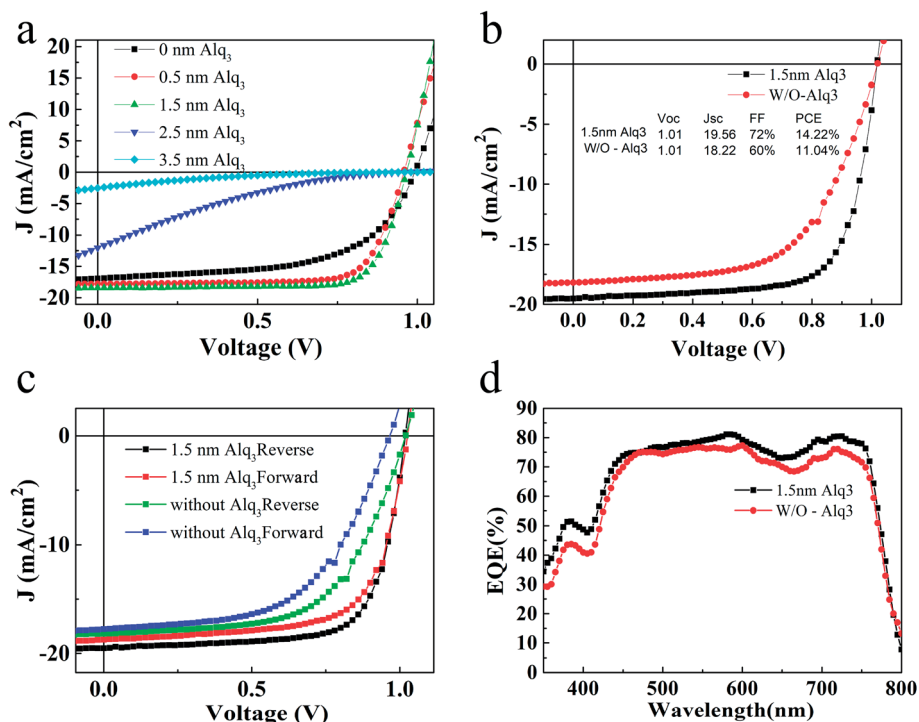 a
20
15
10
5
0
-5
-10
-15
-20
J (mA/cm²)
0 nm Alq₃
0.5 nm Alq₃
1.5 nm Alq₃
2.5 nm Alq₃
3.5 nm Alq₃
0.0 0.5 1.0
Voltage (V)
b
0
-5
-10
-15
-20
J (mA/cm²)
1.5nm Alq3
W/O-Alq3
Voc Jsc FF PCE
1.5nm Alq3 1.01 19.56 72% 14.22%
W/O - Alq3 1.01 18.22 60% 11.04%
0.0 0.2 0.4 0.6 0.8 1.0
Voltage (V)
c
0
-10
-20
J (mA/cm²)
1.5 nm Alq₃Reverse
1.5 nm Alq₃Forward
without Alq₃Reverse
without Alq₃Forward
0.0 0.5 1.0
Voltage (V)
d
90
80
70
60
50
40
30
20
10
0
EQE(%)
1.5nm Alq3
W/O - Alq3
400 500 600 700 800
Wavelength(nm)